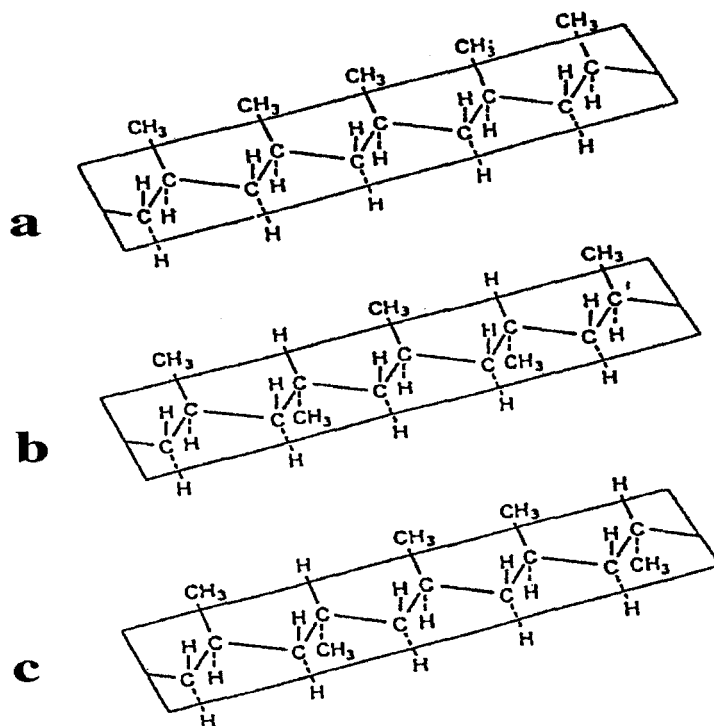 CH₃ CH₃ CH₃ CH₃ CH₃
H C H C H C H C H C
C H C H C H C H C H
H H H H H
a
CH₃ H CH₃ H CH₃
H C H C H C H C H C
C H C CH₃ C H C CH₃ C H
H H H H H
b
CH₃ H CH₃ CH₃ H
H C H C H C H C H C
C H C CH₃ C H C H C CH₃
H H H H H
c